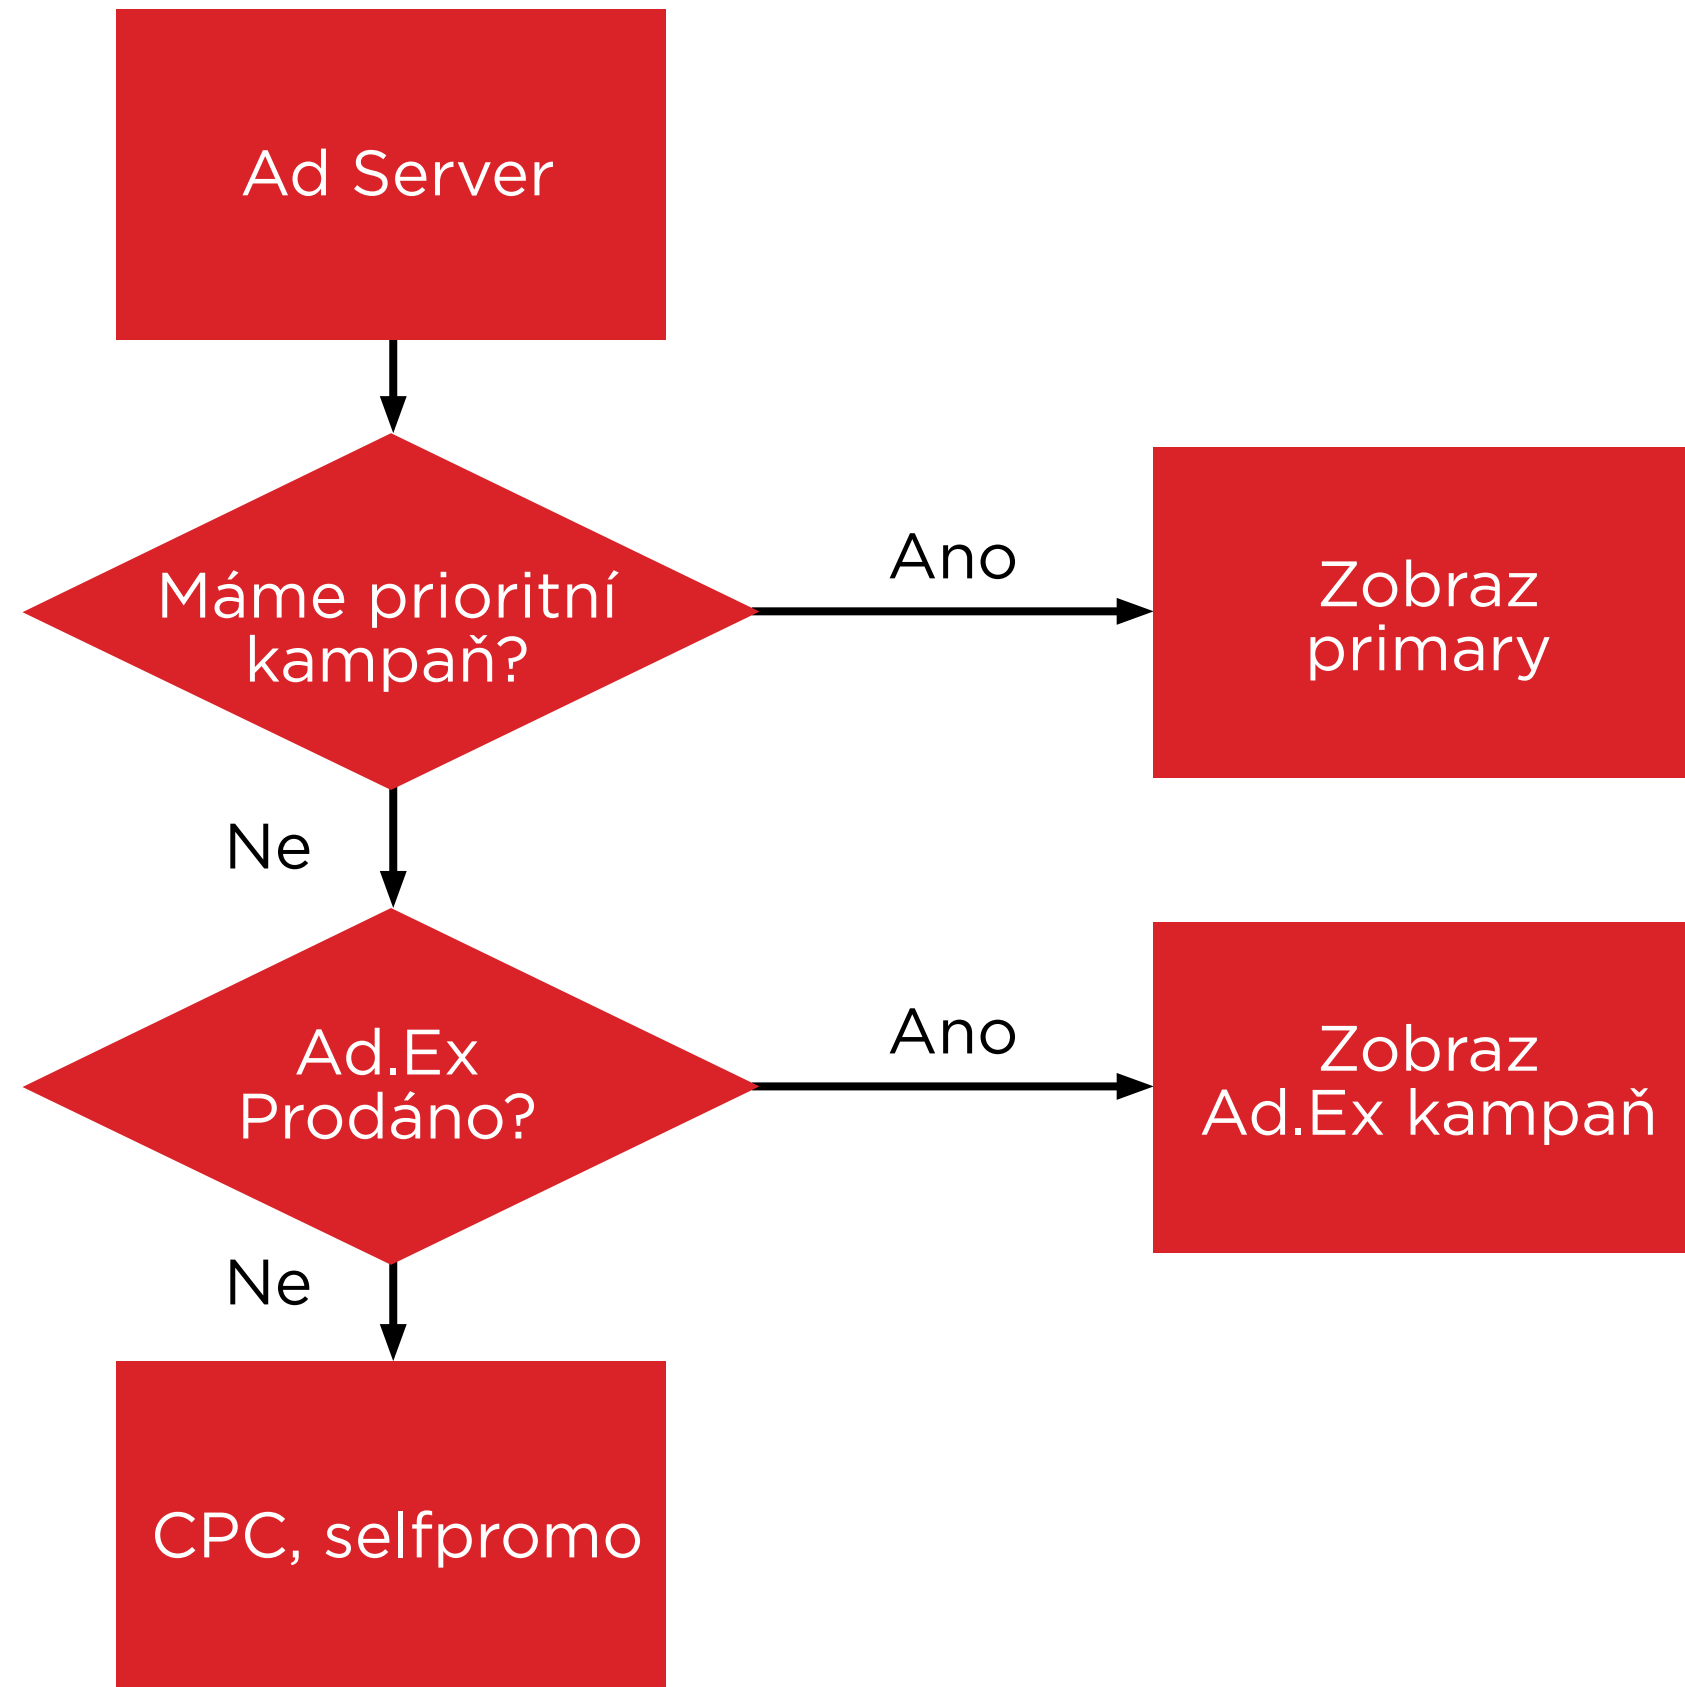 Ad Server
Máme prioritní
kampaň?
Ano
Zobraz
primary
Ne
Ad.Ex
Prodáno?
Ano
Zobraz
Ad.Ex kampaň
Ne
CPC, selfpromo